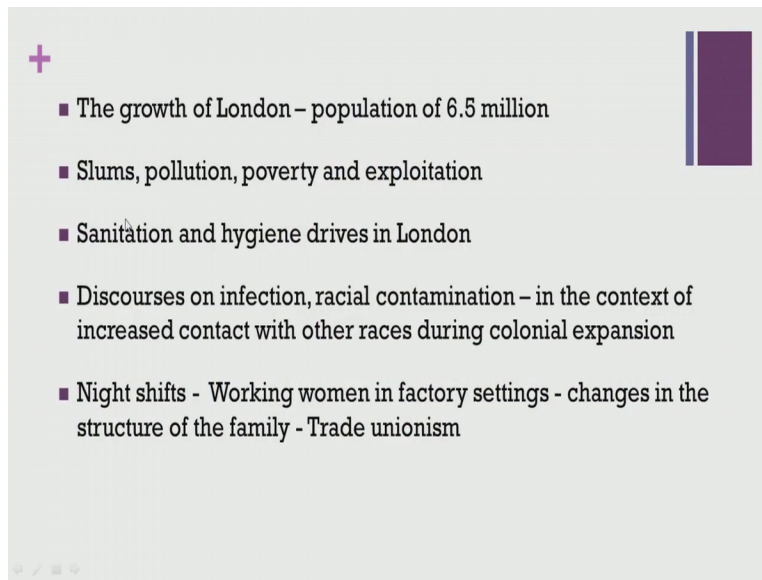 The growth of London – population of 6.5 million
Slums, pollution, poverty and exploitation
Sanitation and hygiene drives in London
Discourses on infection, racial contamination – in the context of
increased contact with other races during colonial expansion
Night shifts -  Working women in factory settings - changes in the
structure of the family - Trade unionism